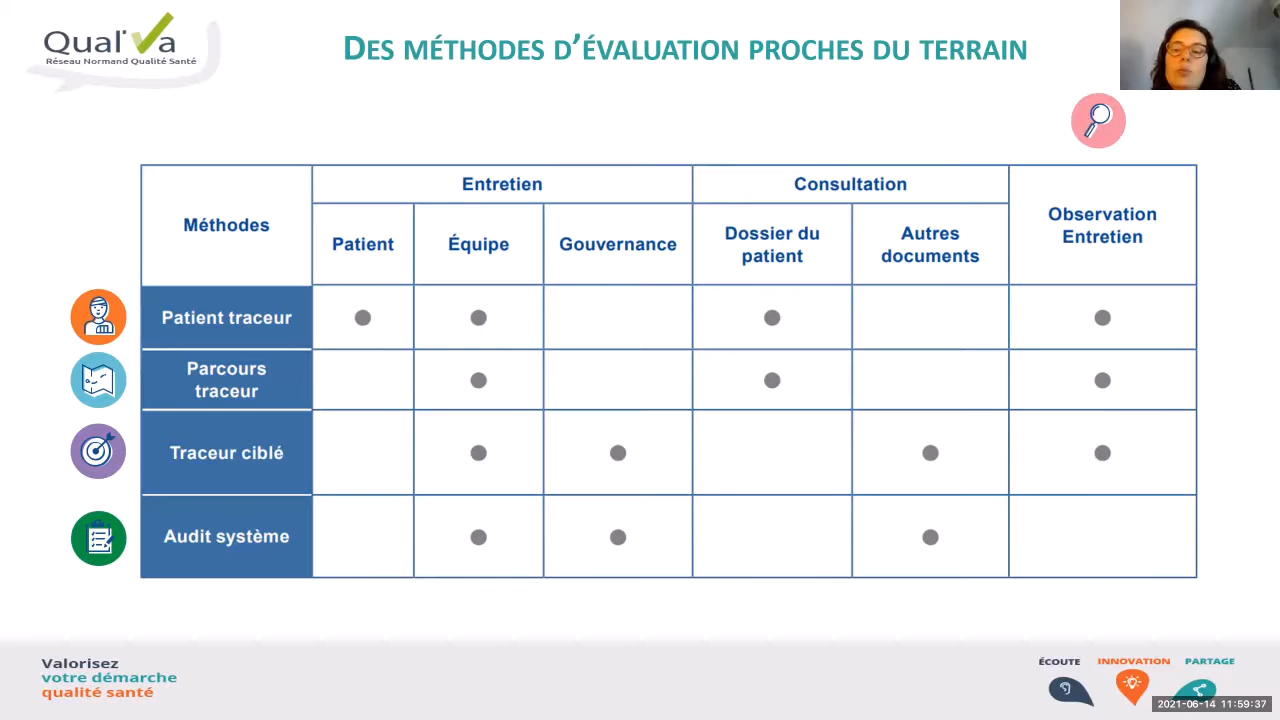 Qual'Va
Réseau Normand Qualité Santé
DES MÉTHODES D'ÉVALUATION PROCHES DU TERRAIN
Méthodes
Entretien
Consultation
Observation
Entretien
Patient
Équipe
Gouvernance
Dossier du
patient
Autres
documents
Patient traceur
Parcours
traceur
Traceur ciblé
Audit système
Valorisez
votre démarche
qualité santé
ÉCOUTE
INNOVATION
PARTAGE
2021-06-14 11:59:37